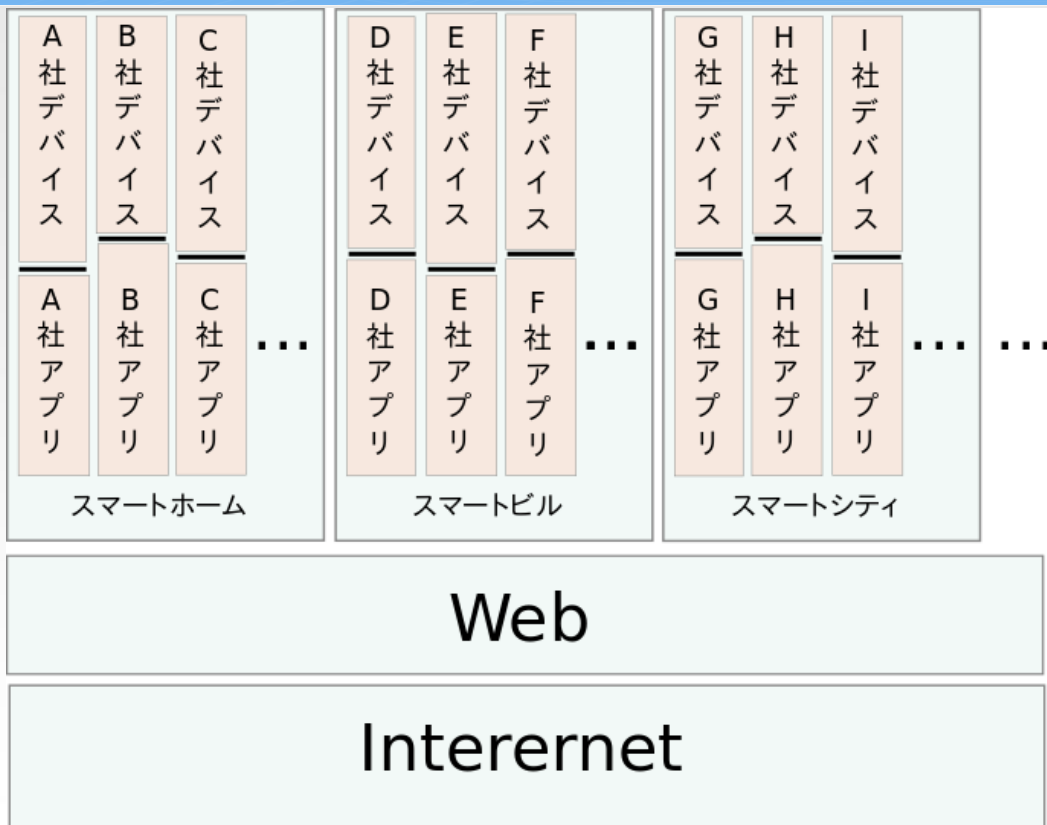 A社デバイス
B社デバイス
C社デバイス
A社アプリ
B社アプリ
C社アプリ
...
スマートホーム
D社デバイス
E社デバイス
F社デバイス
D社アプリ
E社アプリ
F社アプリ
...
スマートビル
G社デバイス
H社デバイス
I社デバイス
G社アプリ
H社アプリ
I社アプリ
...
スマートシティ
...
Web
Interernet